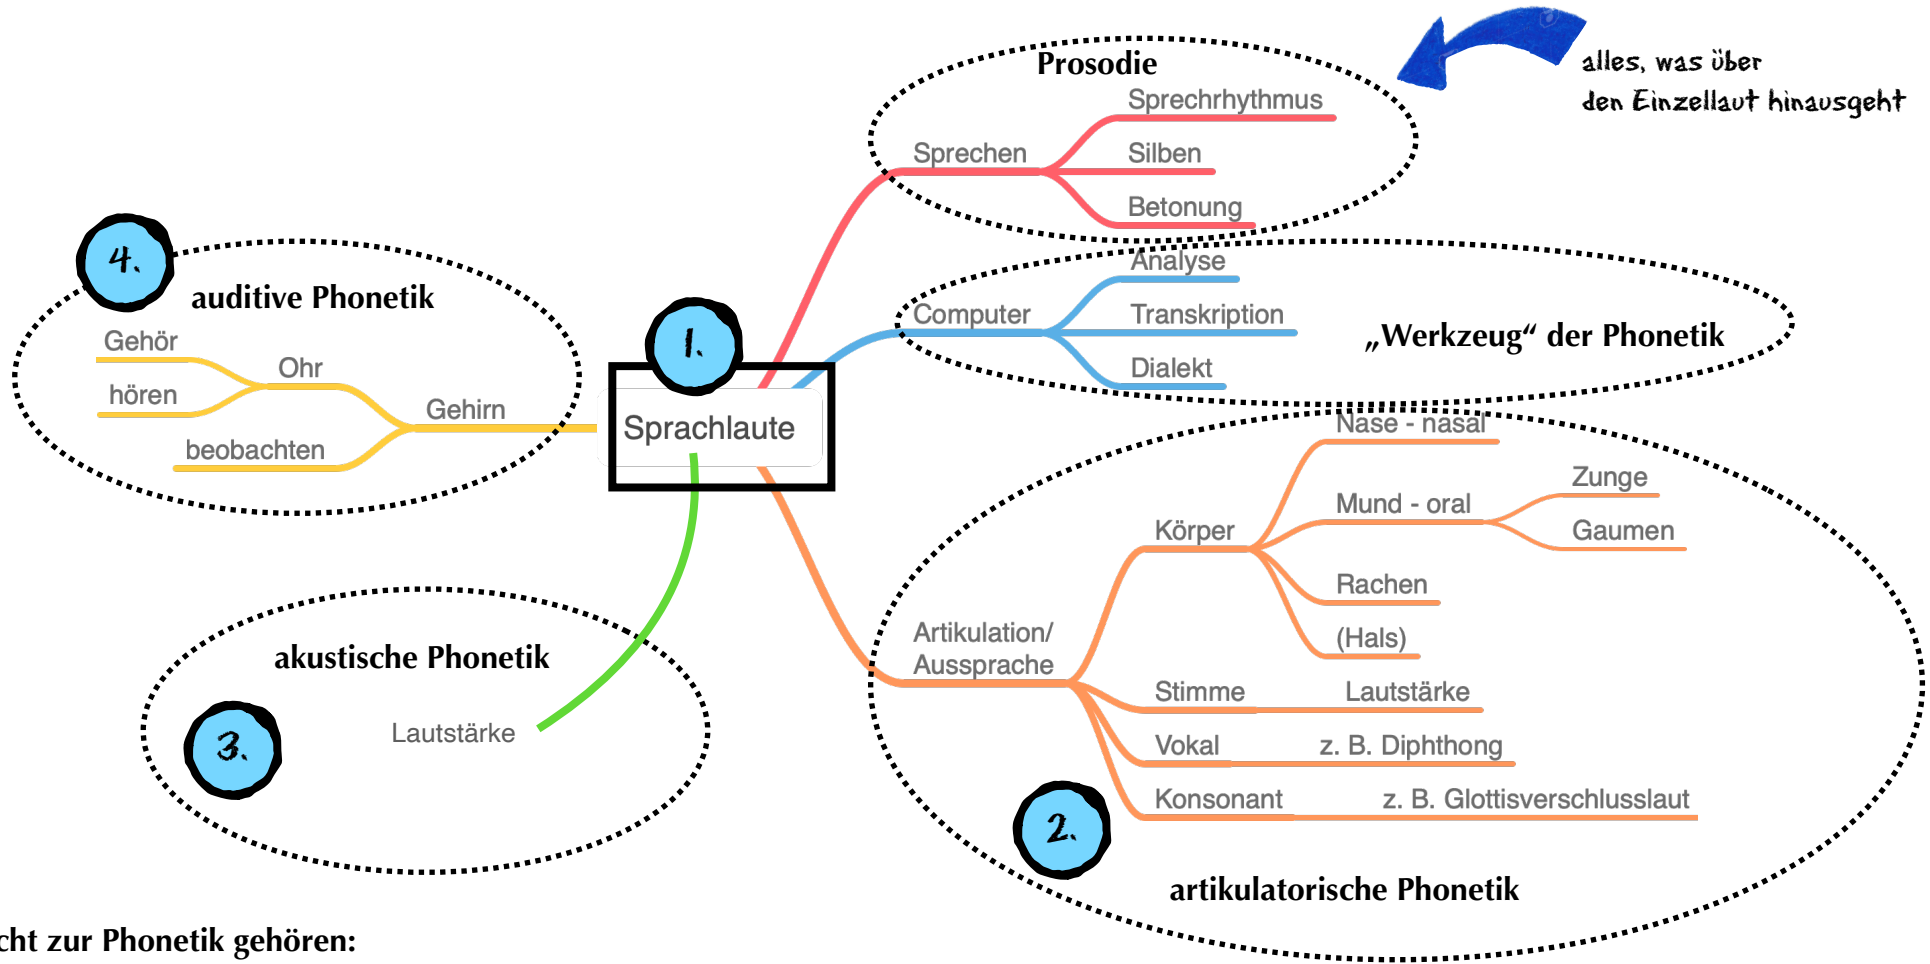 Prosodie
alles, was über
den Einzellaut hinausgeht
Sprechrhythmus
Sprechen
Silben
Betonung
4.
auditive Phonetik
Gehör
Ohr
hören
Gehirn
beobachten
1.
Sprachlaute
Analyse
Computer
Transkription
Dialekt
„Werkzeug“ der Phonetik
Nase - nasal
Zunge
Mund - oral
Gaumen
Körper
Rachen
(Hals)
Artikulation/
Aussprache
Stimme Lautstärke
Vokal z. B. Diphthong
Konsonant z. B. Glottisverschlusslaut
2.
artikulatorische Phonetik
akustische Phonetik
3.
Lautstärke
zur Phonetik gehören: